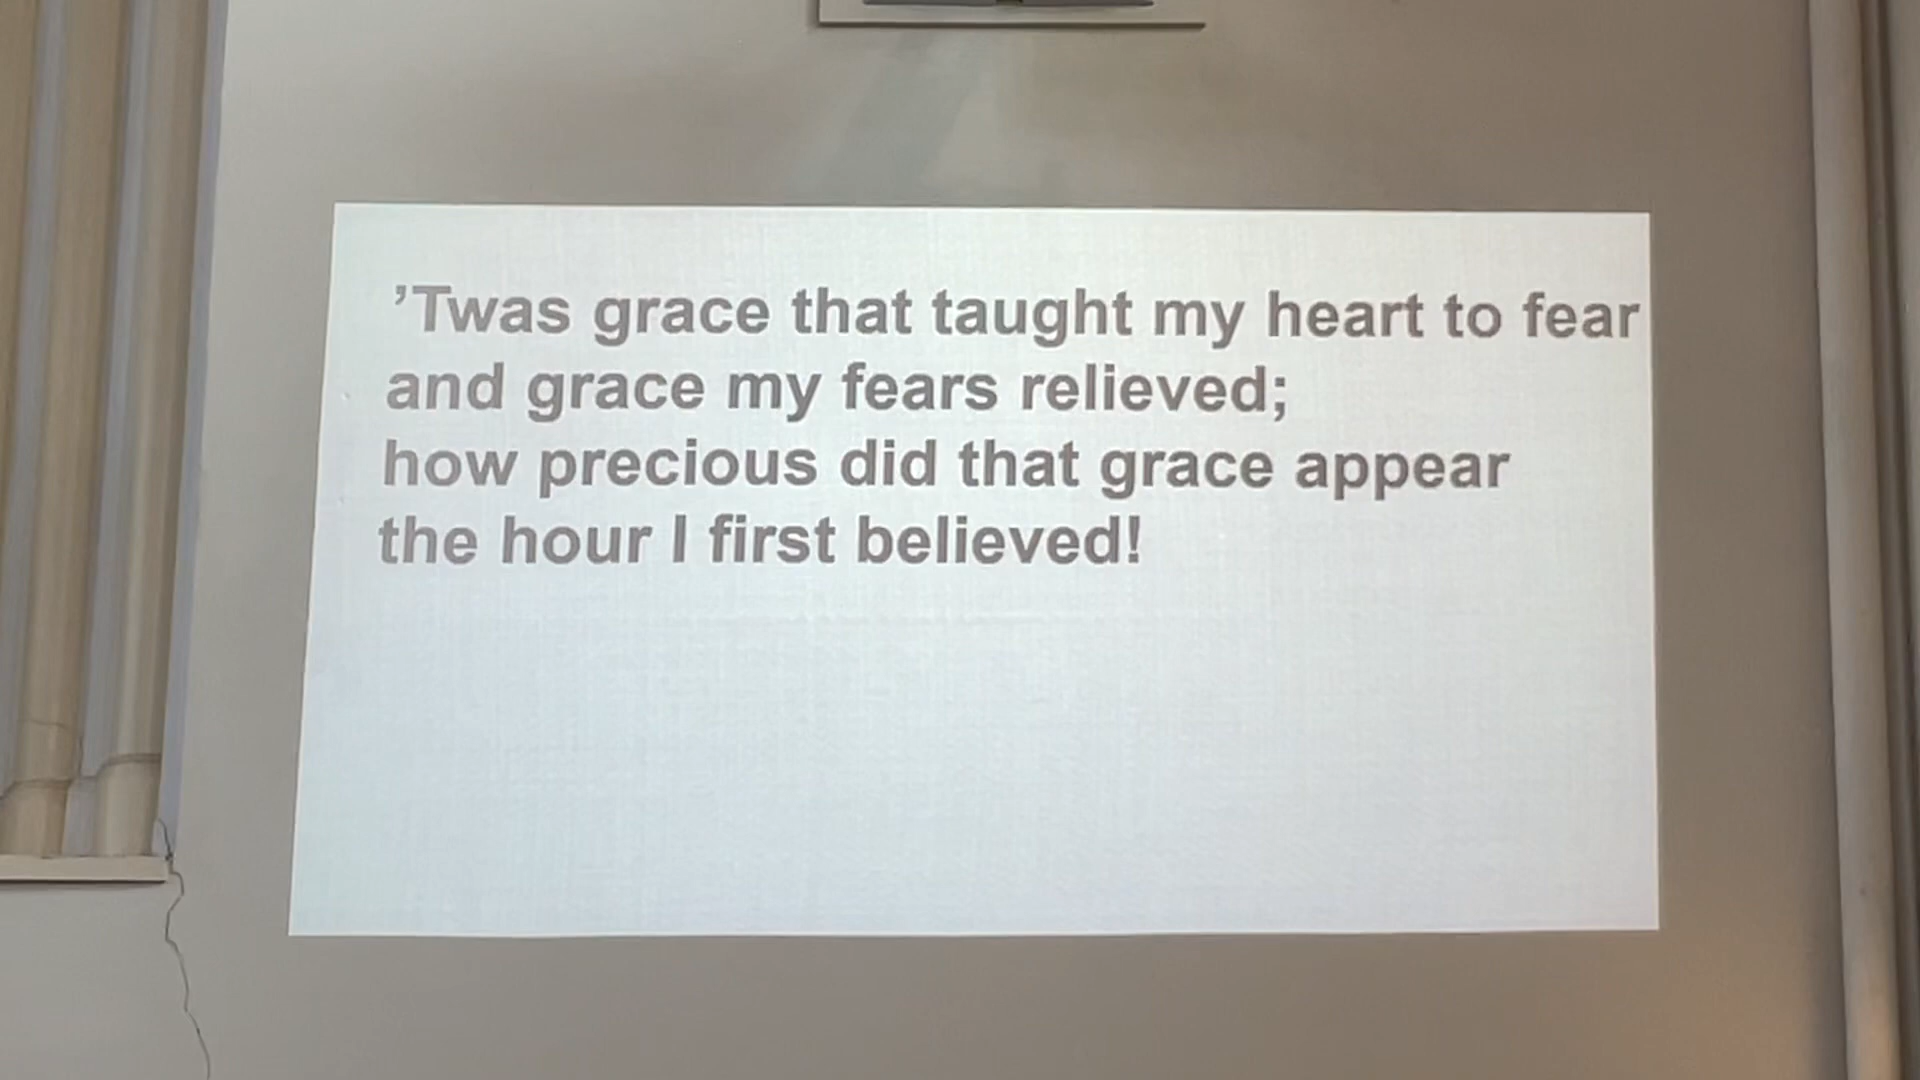 ’Twas grace that taught my heart to fear
and grace my fears relieved;
how precious did that grace appear
the hour I first believed!